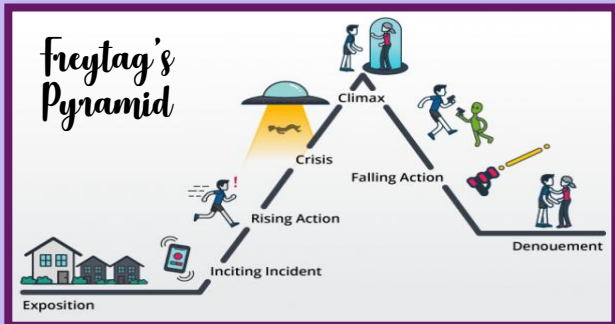 Freytag's
Pyramid
Climax
Crisis
Falling Action
Rising Action
Denouement
Inciting Incident
Exposition
!